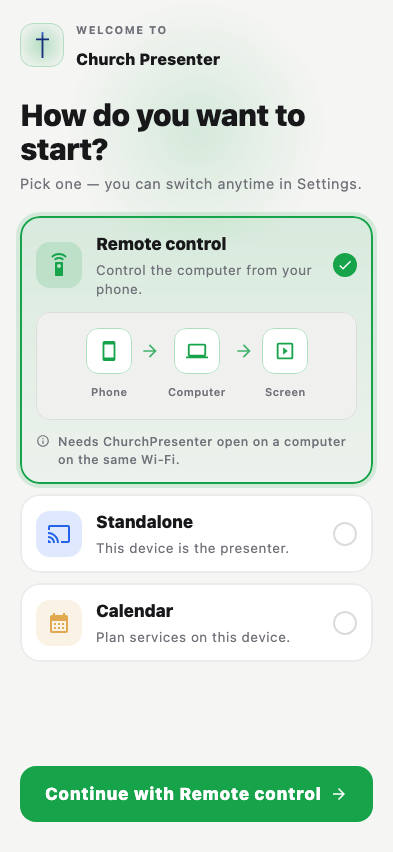 WELCOME TO
Church Presenter
How do you want to
start?
Pick one — you can switch anytime in Settings.
Remote control
Control the computer from your
phone.
Phone
Computer
Screen
Needs ChurchPresenter open on a computer
on the same Wi-Fi.
Standalone
This device is the presenter.
Calendar
Plan services on this device.
Continue with Remote control